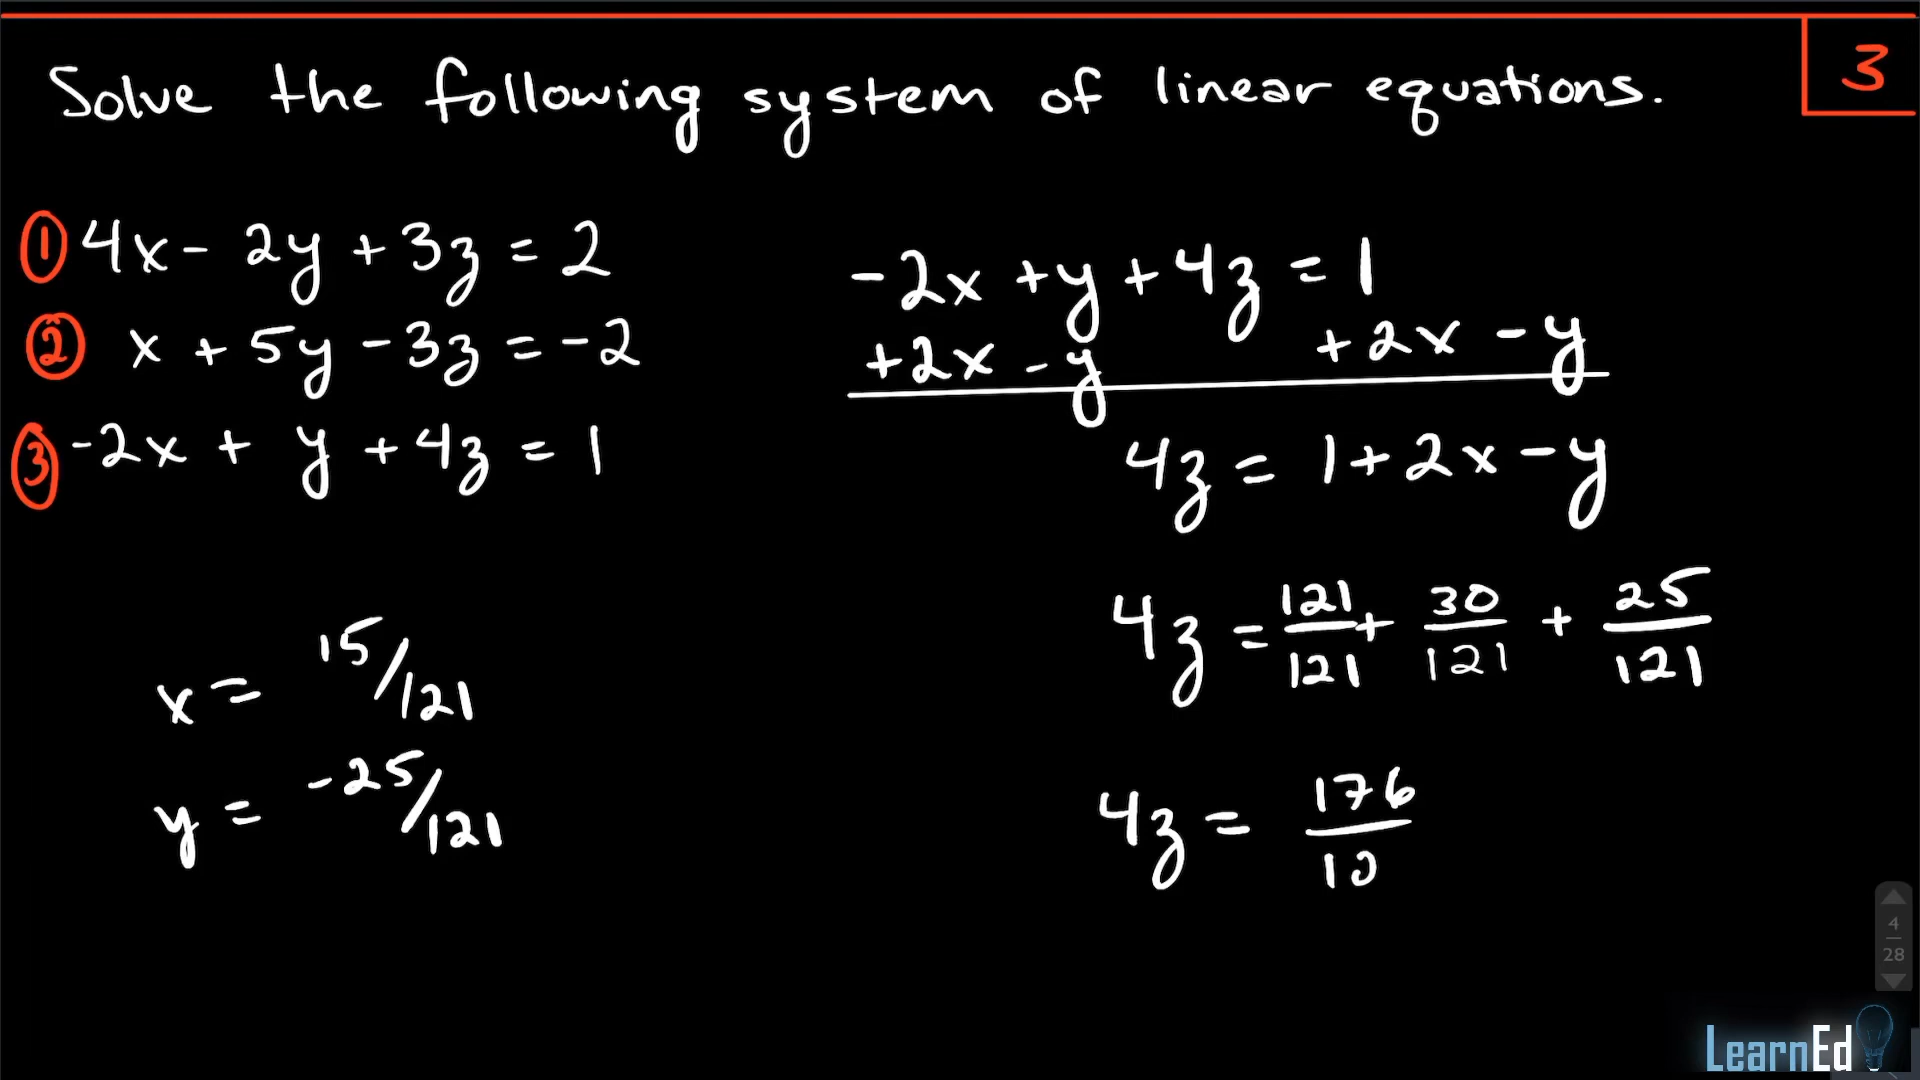 3
Solve the following system of linear equations.
① 4x - 2y + 3z = 2
② x + 5y - 3z = -2
③ -2x + y + 4z = 1
x = 15/121
y = -25/121
-2x + y + 4z = 1
+2x - y +2x - y
4z = 1 + 2x - y
4z = 121/121 + 30/121 + 25/121
4z = 176/10
4
28
LearnEd